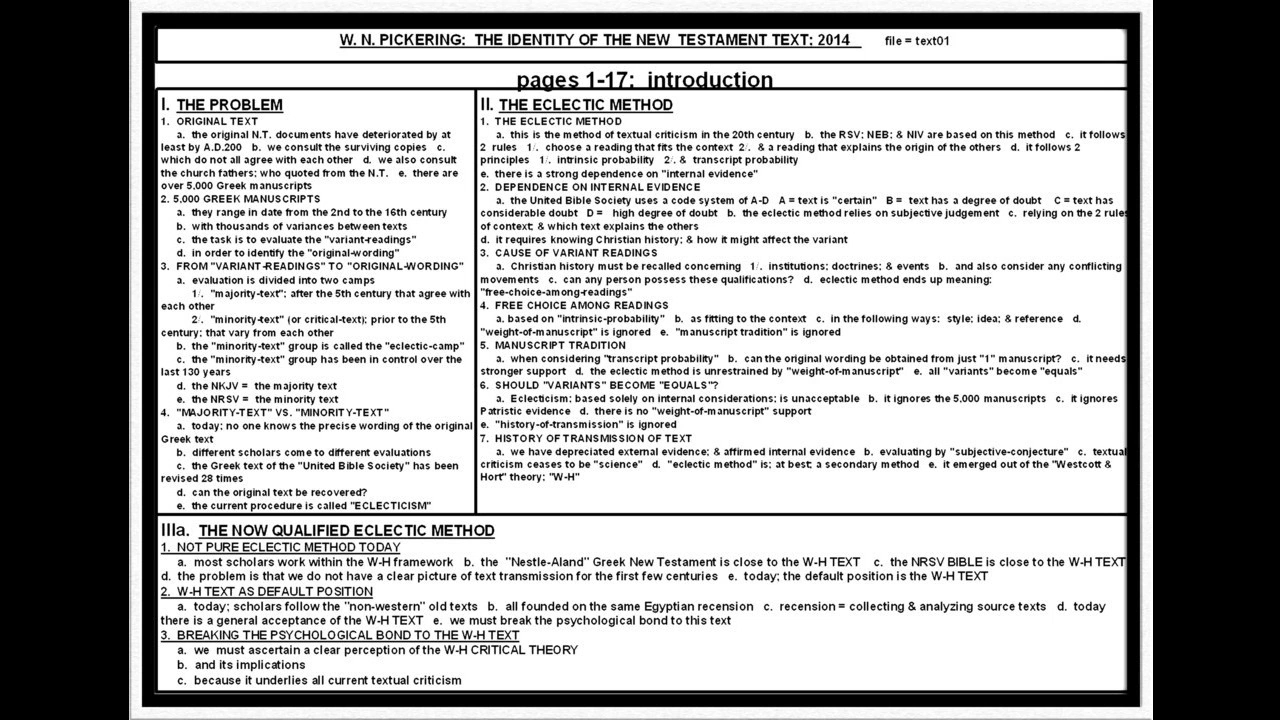 W. N. PICKERING: THE IDENTITY OF THE NEW TESTAMENT TEXT: 2014 file = text01
pages 1-17: introduction
I. THE PROBLEM
1. ORIGINAL TEXT
a. the original N.T. documents have deteriorated by at
least by A.D.200 b. we consult the surviving copies c.
which do not all agree with each other d. we also consult
the church fathers; who quoted from the N.T. e. there are
over 5,000 Greek manuscripts
2. 5,000 GREEK MANUSCRIPTS
a. they range in date from the 2nd to the 16th century
b. with thousands of variances between texts
c. the task is to evaluate the "variant-readings"
d. in order to identify the "original-wording"
3. FROM "VARIANT-READINGS" TO "ORIGINAL-WORDING"
a. evaluation is divided into two camps
1/. "majority-text"; after the 5th century that agree with
each other
2/. "minority-text" (or critical-text); prior to the 5th
century; that vary from each other
b. the "minority-text" group is called the "eclectic-camp"
c. the "minority-text" group has been in control over the
last 130 years
d. the NKJV = the majority text
e. the NRSV = the minority text
4. "MAJORITY-TEXT" VS. "MINORITY-TEXT"
a. today; no one knows the precise wording of the original
Greek text
b. different scholars come to different evaluations
c. the Greek text of the "United Bible Society" has been
revised 28 times
d. can the original text be recovered?
e. the current procedure is called "ECLECTICISM"
II. THE ECLECTIC METHOD
1. THE ECLECTIC METHOD
a. this is the method of textual criticism in the 20th century b. the RSV; NEB; & NIV are based on this method c. it follows
2 rules 1/. choose a reading that fits the context 2/. & a reading that explains the origin of the others d. it follows 2
principles 1/. intrinsic probability 2/. & transcript probability
e. there is a strong dependence on "internal evidence"
2. DEPENDENCE ON INTERNAL EVIDENCE
a. the United Bible Society uses a code system of A-D A = text is "certain" B = text has a degree of doubt C = text has
considerable doubt D = high degree of doubt b. the eclectic method relies on subjective judgement c. relying on the 2 rules
of context; & which text explains the others
d. it requires knowing Christian history; & how it might affect the variant
3. CAUSE OF VARIANT READINGS
a. Christian history must be recalled concerning 1/. institutions; doctrines; & events b. and also consider any conflicting
movements c. can any person possess these qualifications? d. eclectic method ends up meaning:
"free-choice-among-readings"
4. FREE CHOICE AMONG READINGS
a. based on "intrinsic-probability" b. as fitting to the context c. in the following ways: style; idea; & reference d.
"weight-of-manuscript" is ignored e. "manuscript tradition" is ignored
5. MANUSCRIPT TRADITION
a. when considering "transcript probability" b. can the original wording be obtained from just "1" manuscript? c. it needs
stronger support d. the eclectic method is unrestrained by "weight-of-manuscript" e. all "variants" become "equals"
6. SHOULD "VARIANTS" BECOME "EQUALS"?
a. Eclecticism; based solely on internal considerations; is unacceptable b. it ignores the 5,000 manuscripts c. it ignores
Patristic evidence d. there is no "weight-of-manuscript" support
e. "history-of-transmission" is ignored
7. HISTORY OF TRANSMISSION OF TEXT
a. we have depreciated external evidence; & affirmed internal evidence b. evaluating by "subjective-conjecture" c. textual
criticism ceases to be "science" d. "eclectic method" is; at best; a secondary method e. it emerged out of the "Westcott &
Hort" theory; "W-H"
IIIa. THE NOW QUALIFIED ECLECTIC METHOD
1. NOT PURE ECLECTIC METHOD TODAY
a. most scholars work within the W-H framework b. the "Nestle-Aland" Greek New Testament is close to the W-H TEXT c. the NRSV BIBLE is close to the W-H TEXT
d. the problem is that we do not have a clear picture of text transmission for the first few centuries e. today; the default position is the W-H TEXT
2. W-H TEXT AS DEFAULT POSITION
a. today; scholars follow the "non-western" old texts b. all founded on the same Egyptian recension c. recension = collecting & analyzing source texts d. today
there is a general acceptance of the W-H TEXT e. we must break the psychological bond to this text
3. BREAKING THE PSYCHOLOGICAL BOND TO THE W-H TEXT
a. we must ascertain a clear perception of the W-H CRITICAL THEORY
b. and its implications
c. because it underlies all current textual criticism